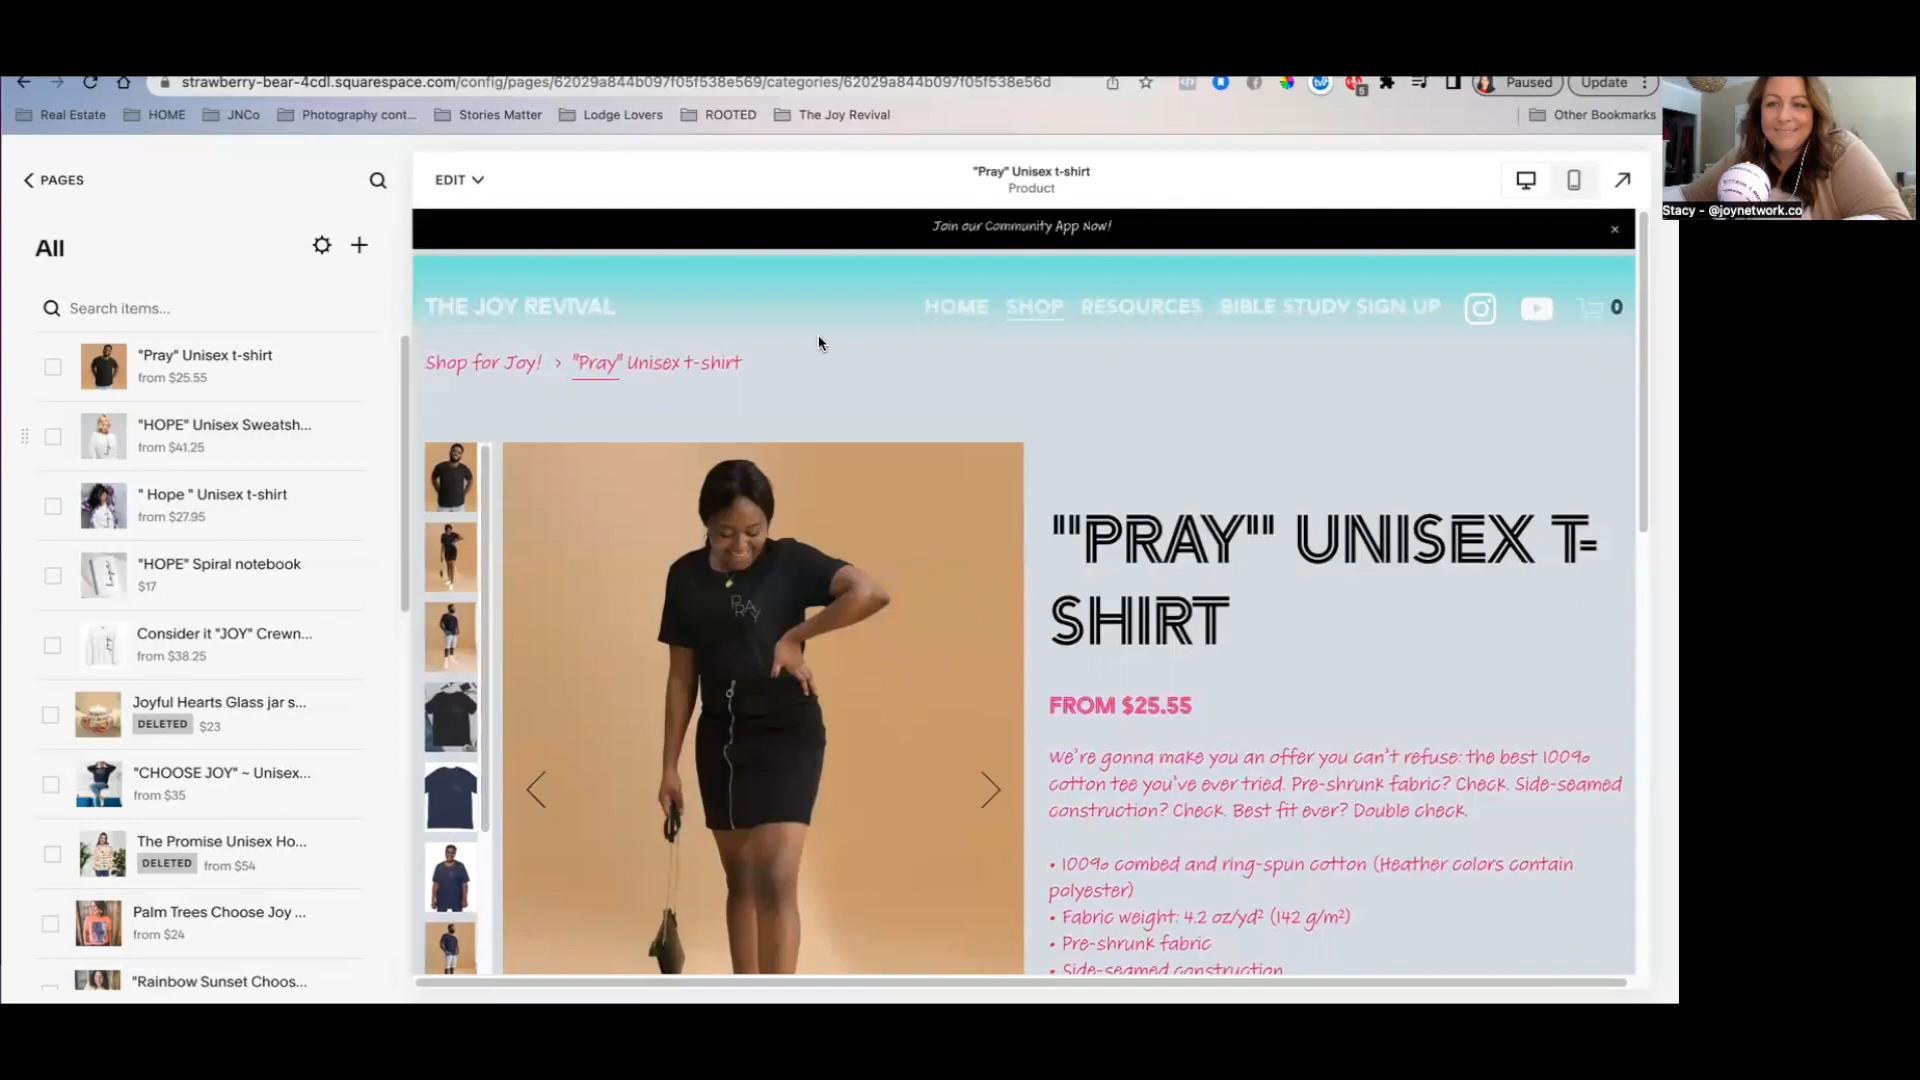 strawberry-bear-4cdl.squarespace.com/config/pages/62029a844b097f05f538e569/categories/62029a844b097f05f538e56d
5
Paused
Update
Real Estate
HOME
JNCo
Photography cont...
Stories Matter
Lodge Lovers
ROOTED
The Joy Revival
Other Bookmarks
Stacy - @joynetwork.co
PAGES
EDIT
"Pray" Unisex t-shirt
Product
All
Search items...
"Pray" Unisex t-shirt
from $25.55
"HOPE" Unisex Sweatsh...
from $41.25
" Hope " Unisex t-shirt
from $27.95
"HOPE" Spiral notebook
$17
Consider it "JOY" Crewn...
from $38.25
Joyful Hearts Glass jar s...
DELETED $23
"CHOOSE JOY" ~ Unisex...
from $35
The Promise Unisex Ho...
DELETED from $54
Palm Trees Choose Joy ...
from $24
"Rainbow Sunset Choos...
Join our Community App Now!
THE JOY REVIVAL
HOME
SHOP
RESOURCES
BIBLE STUDY SIGN UP
0
Shop for Joy! > "Pray" Unisex t-shirt
PRAY
"PRAY" UNISEX T-
SHIRT
FROM $25.55
We're gonna make you an offer you can't refuse: the best 100%
cotton tee you've ever tried. Pre-shrunk fabric? Check. Side-seamed
construction? Check. Best fit ever? Double check.
• 100% combed and ring-spun cotton (Heather colors contain
polyester)
• Fabric weight: 4.2 oz/yd² (142 g/m²)
• Pre-shrunk fabric
• Side-seamed construction